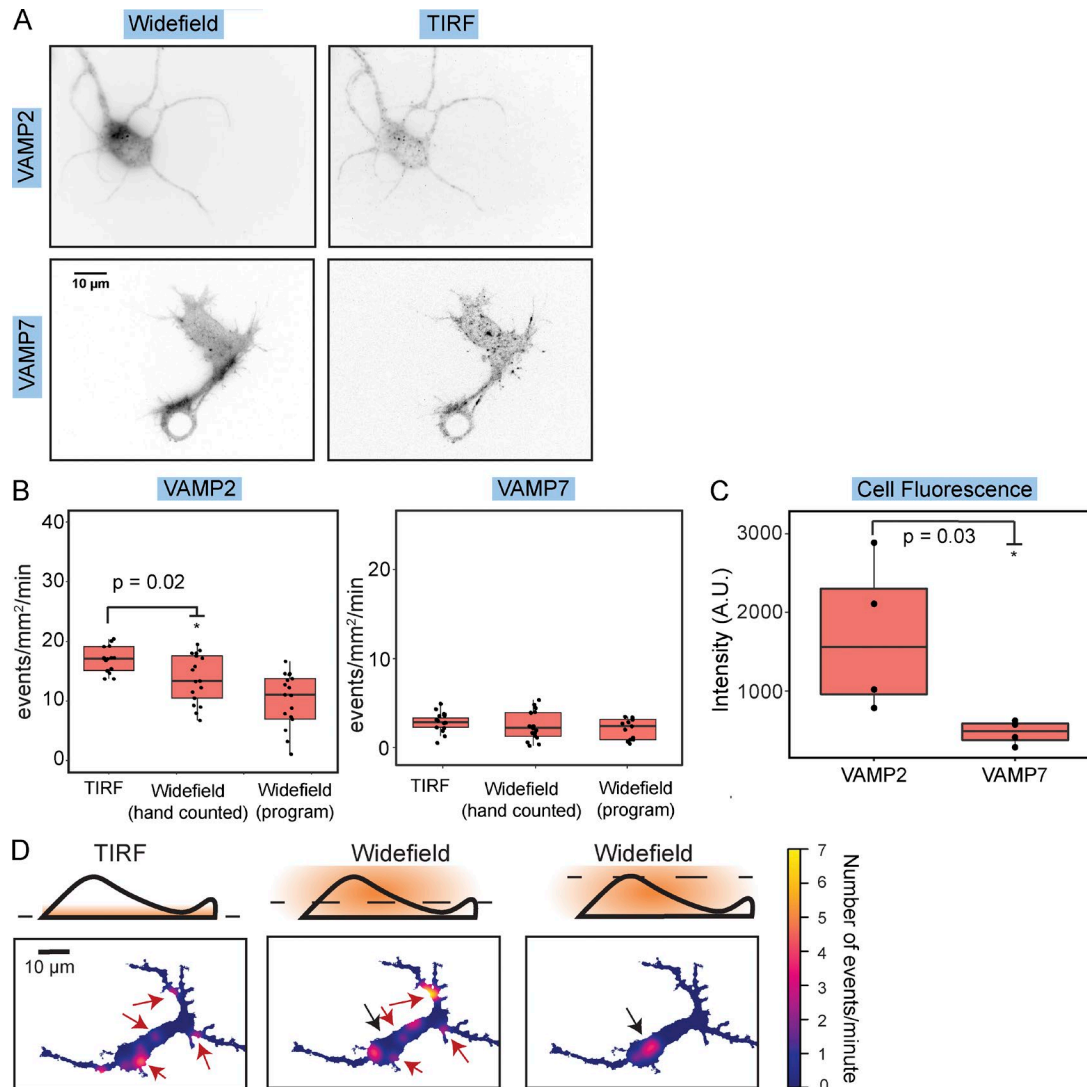 A
Widefield
TIRF
VAMP2
VAMP7
10 µm
B
VAMP2
VAMP7
C
Cell Fluorescence
events/mm²/min
40
30
20
10
0
p = 0.02
*
TIRF
Widefield
(hand counted)
Widefield
(program)
events/mm²/min
20
10
0
TIRF
Widefield
(hand counted)
Widefield
(program)
Intensity (A.U.)
3000
2000
1000
p = 0.03
*
VAMP2
VAMP7
D
TIRF
Widefield
Widefield
10 µm
7
6
5
4
3
2
1
0
Number of events/minute